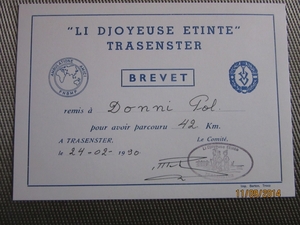 "LI DJOYEUSE ETINTE"
TRASENSTER
BREVET
remis à Donni Pol
pour avoir parcouru 42 Km.
A TRASENSTER,
Le Comité,
le 24-02-1990
11/08/2014